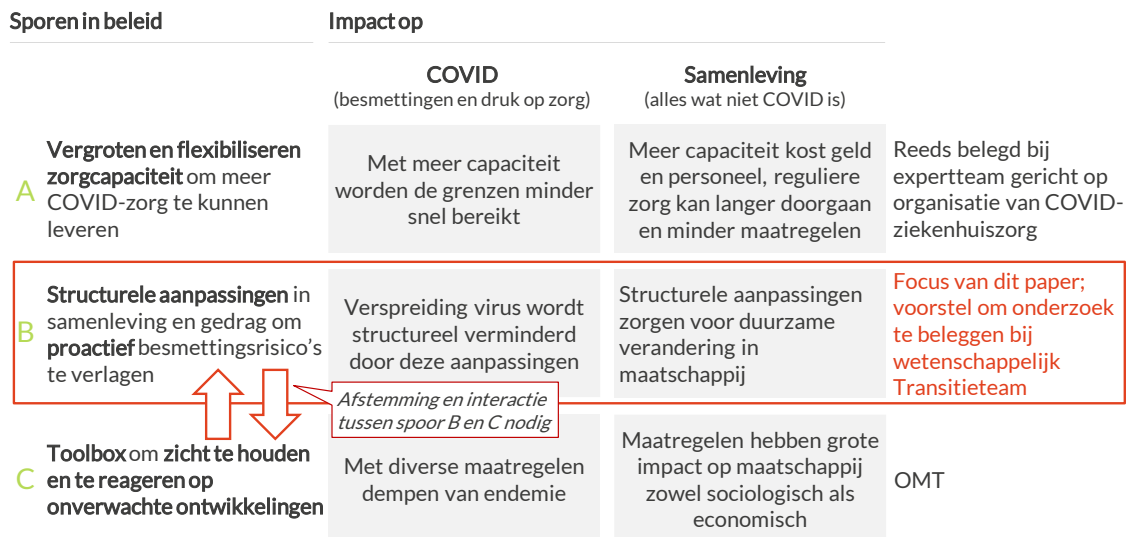 Sporen in beleid
Impact op
COVID
(besmettingen en druk op zorg)
Samenleving
(alles wat niet COVID is)
A
Vergroten en flexibiliseren
zorgcapaciteit om meer
COVID-zorg te kunnen
leveren
Met meer capaciteit
worden de grenzen minder
snel bereikt
Meer capaciteit kost geld
en personeel, reguliere
zorg kan langer doorgaan
en minder maatregelen
Reeds belegd bij
expertteam gericht op
organisatie van COVID-
ziekenhuiszorg
B
Structurele aanpassingen in
samenleving en gedrag om
proactief besmettingsrisico's
te verlagen
Verspreiding virus wordt
structureel verminderd
door deze aanpassingen
Structurele aanpassingen
zorgen voor duurzame
verandering in
maatschappij
Focus van dit paper;
voorstel om onderzoek
te beleggen bij
wetenschappelijk
Transitieteam
Afstemming en interactie
tussen spoor B en C nodig
C
Toolbox om zicht te houden
en te reageren op
onverwachte ontwikkelingen
Met diverse maatregelen
dempen van endemie
Maatregelen hebben grote
impact op maatschappij
zowel sociologisch als
economisch
OMT